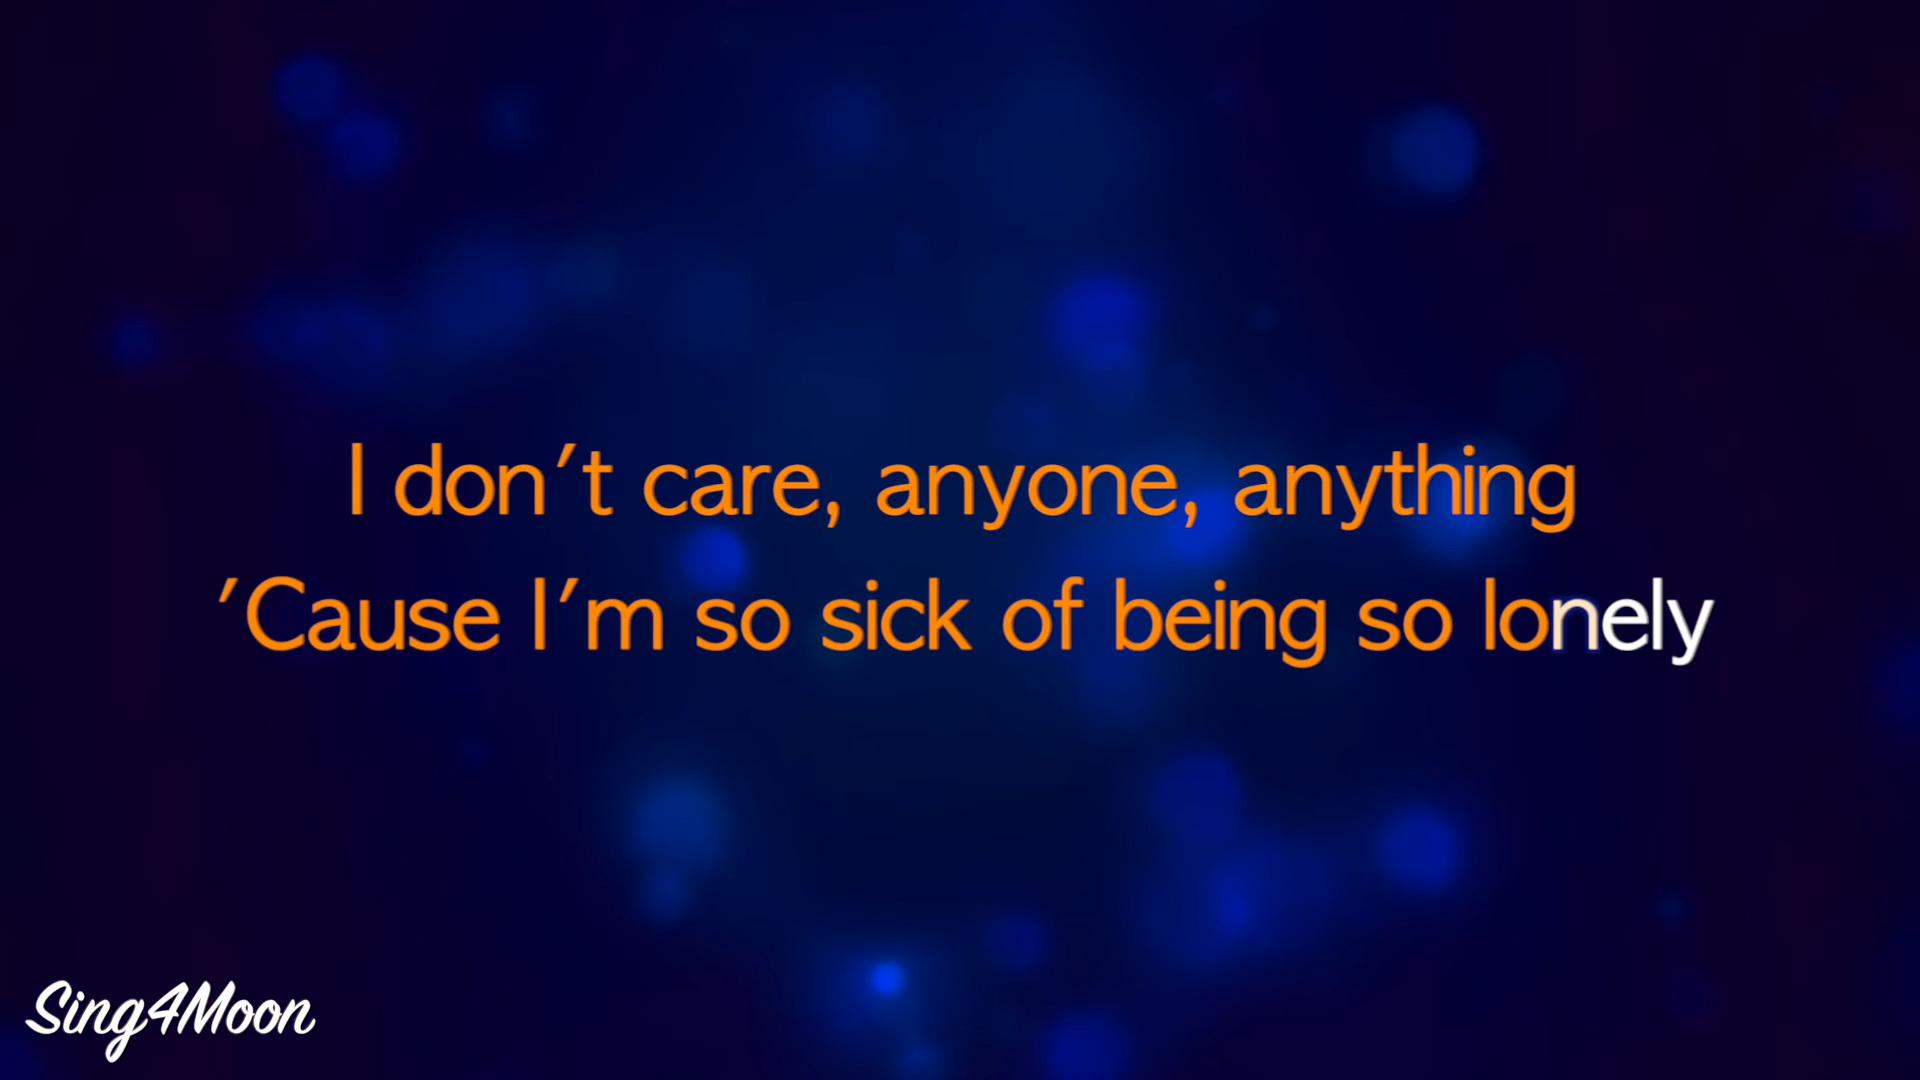 I don't care, anyone, anything
'Cause I'm so sick of being so lonely
Sing4Moon